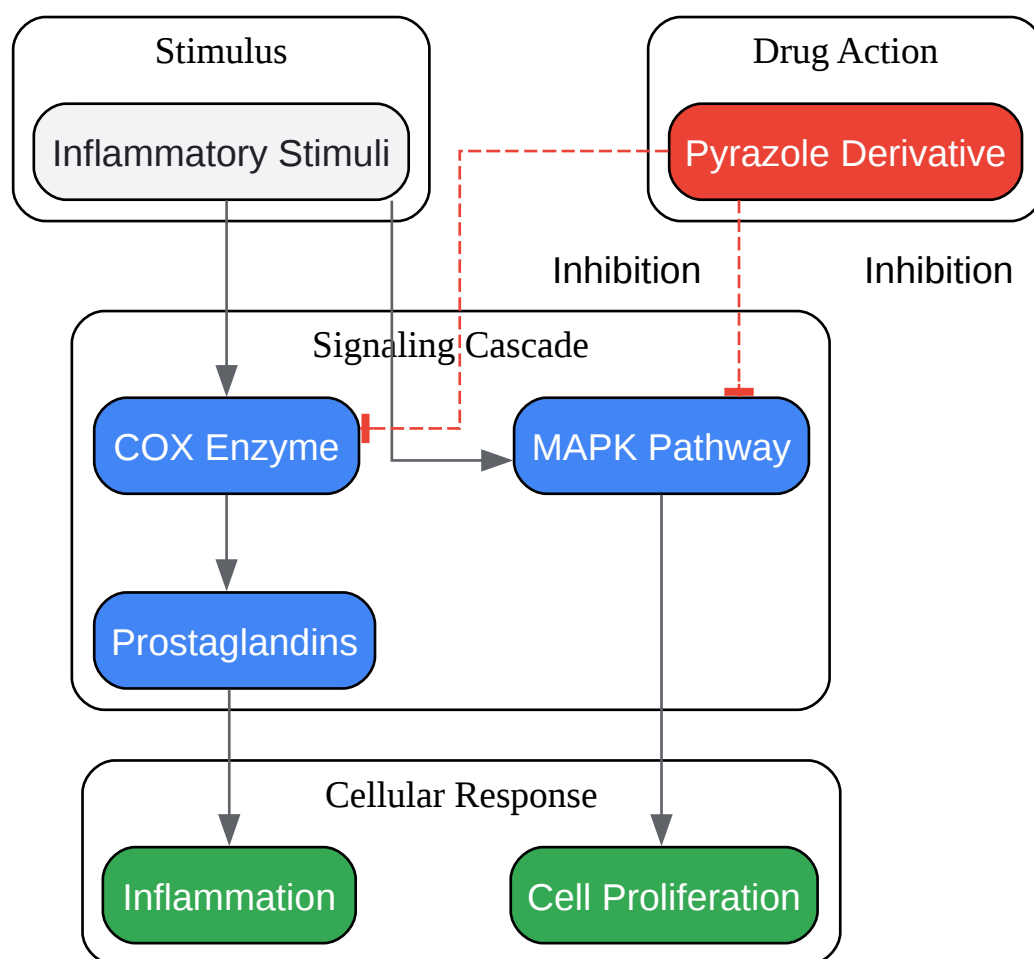 Stimulus
Drug Action
Inflammatory Stimuli
Pyrazole Derivative
Inhibition
Inhibition
Signaling Cascade
COX Enzyme
MAPK Pathway
Prostaglandins
Cellular Response
Inflammation
Cell Proliferation